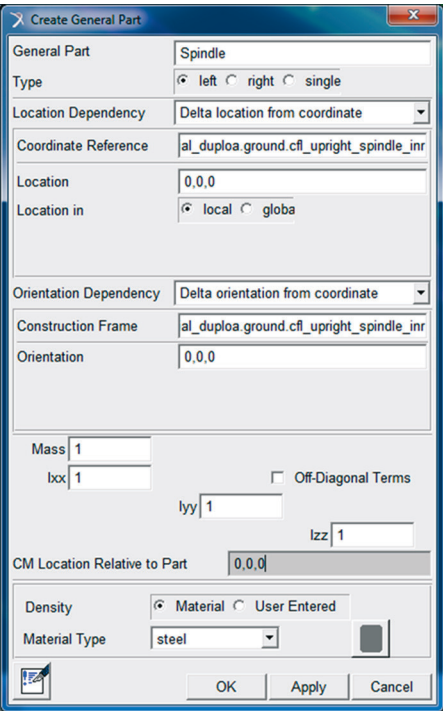 Create General Part
General Part Spindle
Type left right single
Location Dependency Delta location from coordinate
Coordinate Reference al_duploa.ground.cfl_upright_spindle_inr
Location 0,0,0
Location in local globa
Orientation Dependency Delta orientation from coordinate
Construction Frame al_duploa.ground.cfl_upright_spindle_inr
Orientation 0,0,0
Mass 1
Ixx 1 Off-Diagonal Terms
Iyy 1
Izz 1
CM Location Relative to Part 0,0,0
Density Material User Entered
Material Type steel
OK Apply Cancel